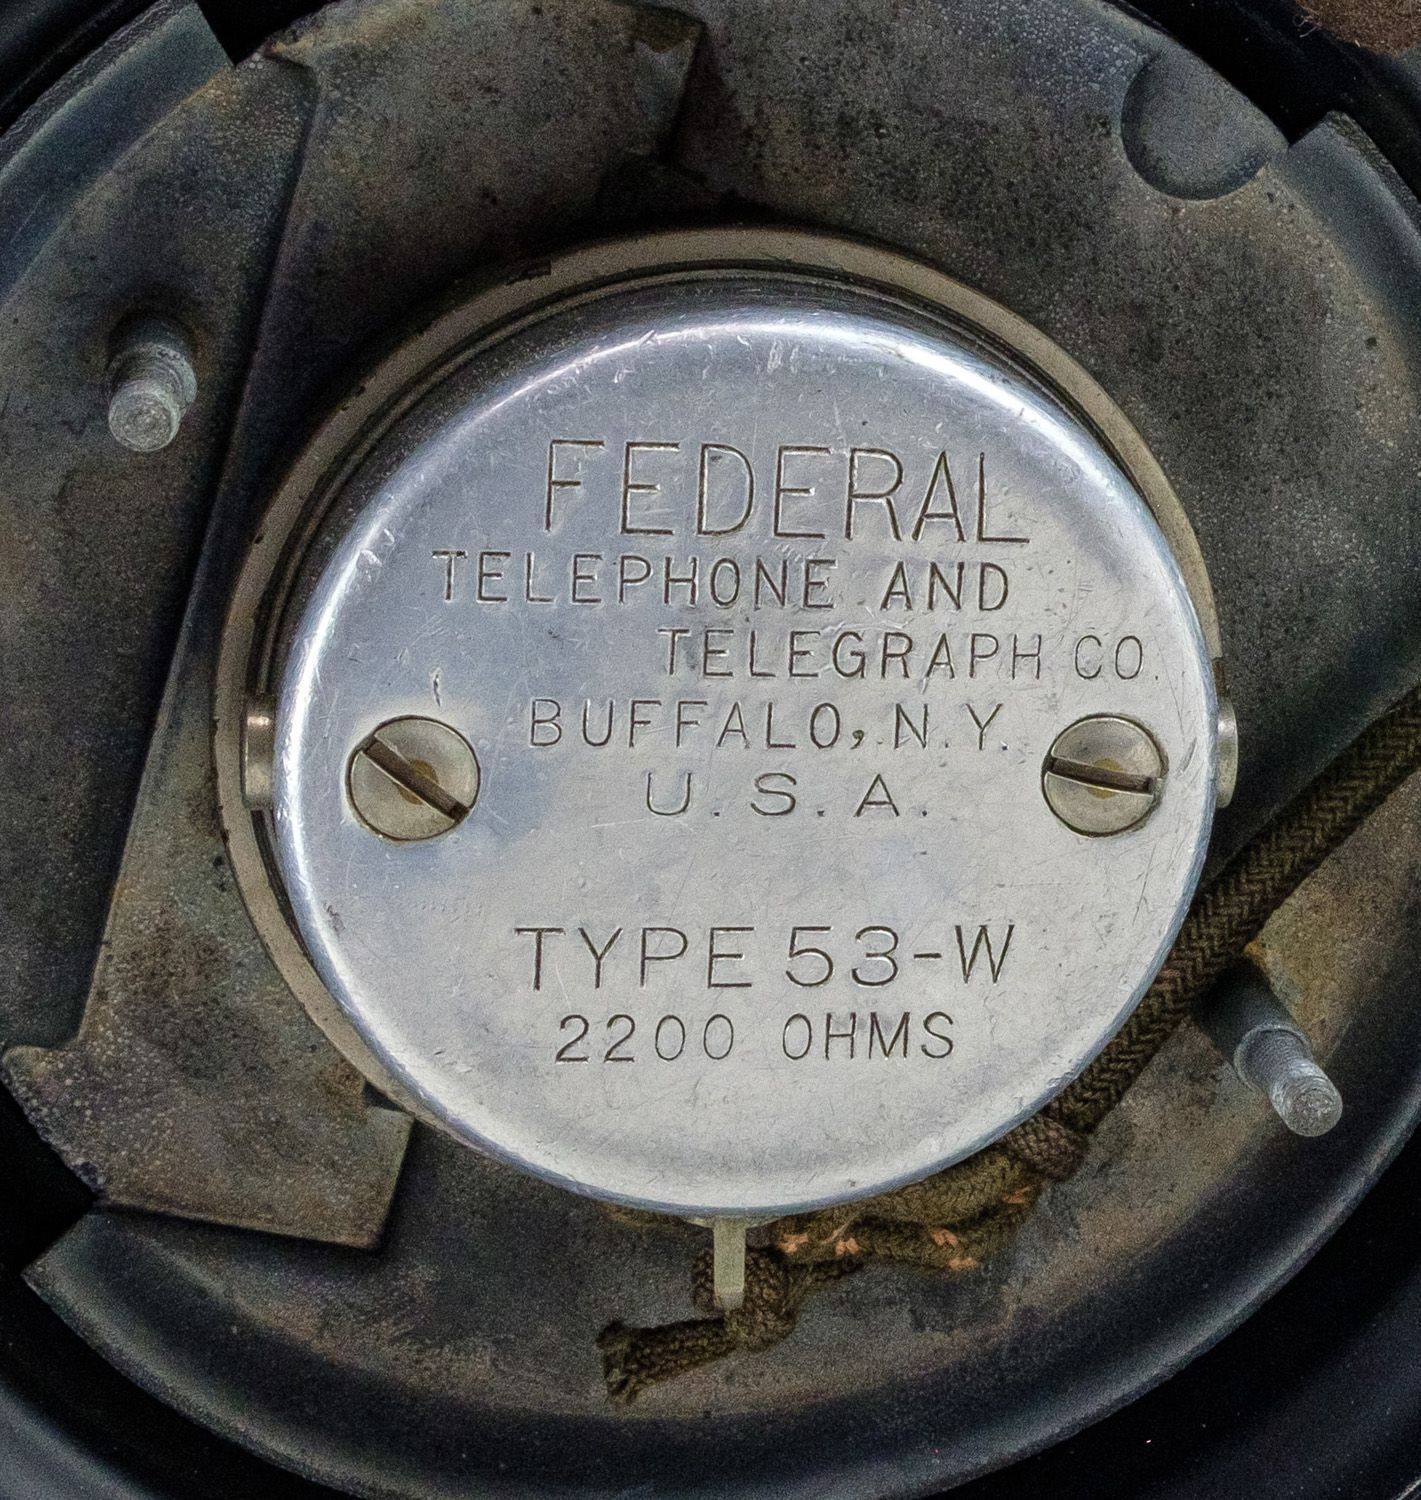 FEDERAL
TELEPHONE AND
TELEGRAPH CO.
BUFFALO, N.Y.
U.S.A.
TYPE 53-W
2200 OHMS